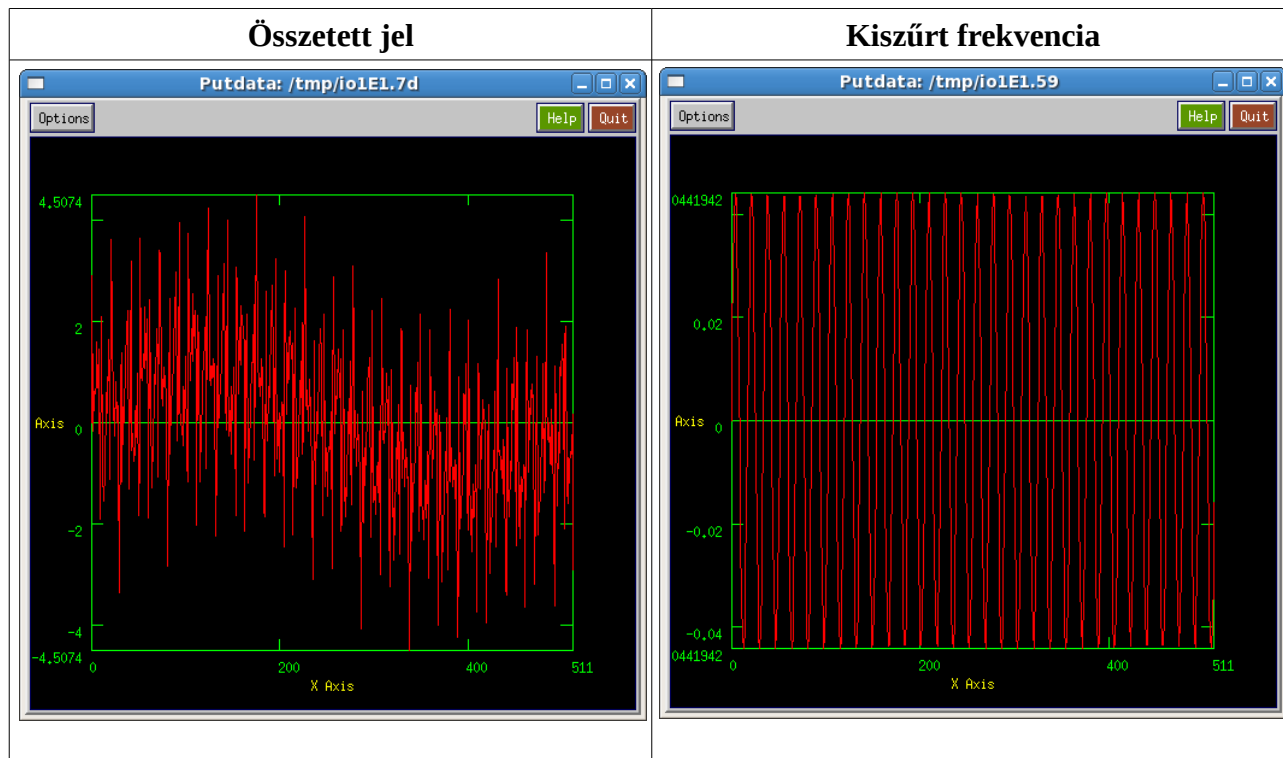 Összetett jel
Putdata: /tmp/io1E1.7d
Options
Help
Quit
4.5074
2
Axis 0
-2
-4
-4.5074
0
200
400
511
X Axis
Kiszűrt frekvencia
Putdata: /tmp/io1E1.59
Options
Help
Quit
0441942
0.02
Axis 0
-0.02
-0.04
0441942
0
200
400
511
X Axis